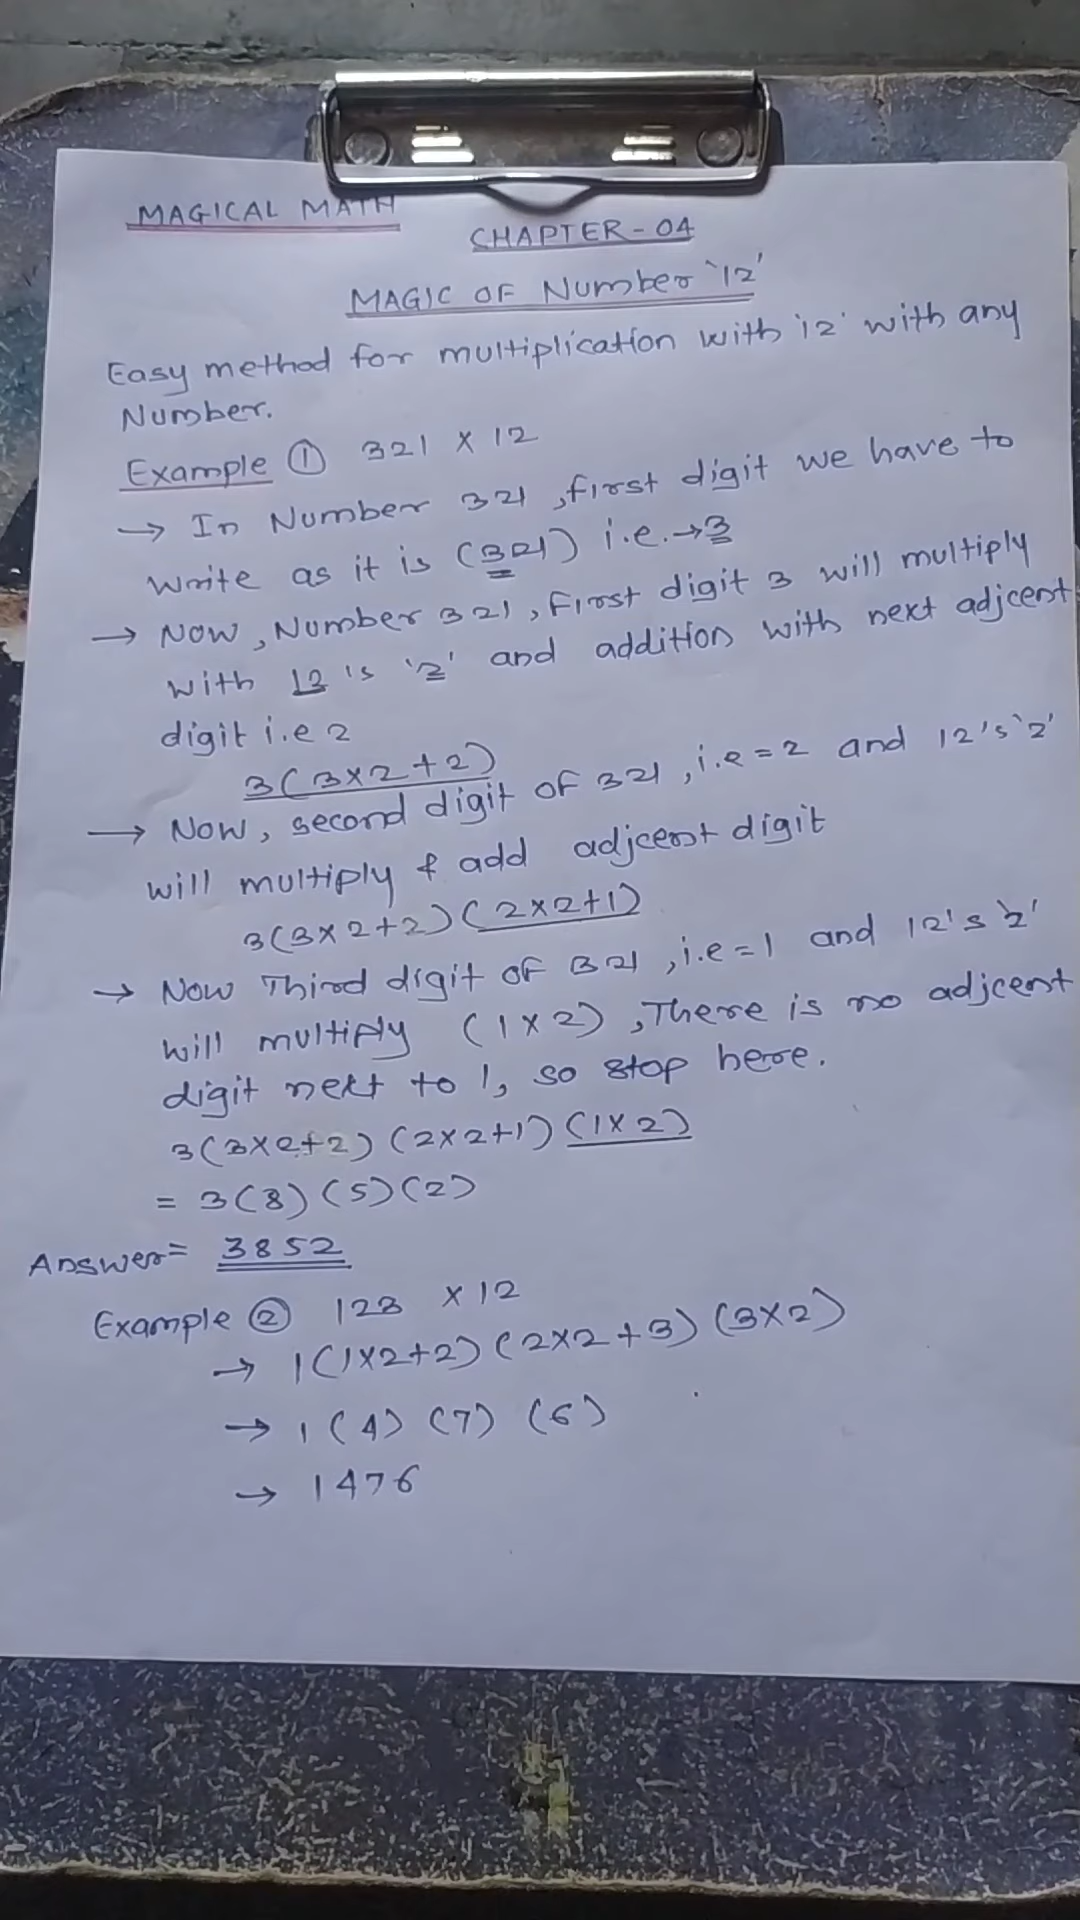 MAGICAL MATH
CHAPTER-04
MAGIC OF Number '12'
Easy method for multiplication with '12' with any
Number.
Example ① 321 x 12
→ In Number 321, first digit we have to
write as it is (321) i.e.→3
→ Now, Number 321, First digit 3 will multiply
with 12's '2' and addition with next adjcent
digit i.e 2
3(3x2+2)
→ Now, second digit of 321, i.e=2 and 12's '2'
will multiply & add adjcent digit
3(3x2+2)(2x2+1)
→ Now Third digit of 321, i.e=1 and 12's '2'
will multiply (1x2), There is no adjcent
digit next to 1, so stop here.
3(3x2+2)(2x2+1)(1x2)
= 3(8)(5)(2)
Answer= 3852
Example ② 123 x 12
→ 1(1x2+2)(2x2+3)(3x2)
→ 1(4)(7)(6)
→ 1476